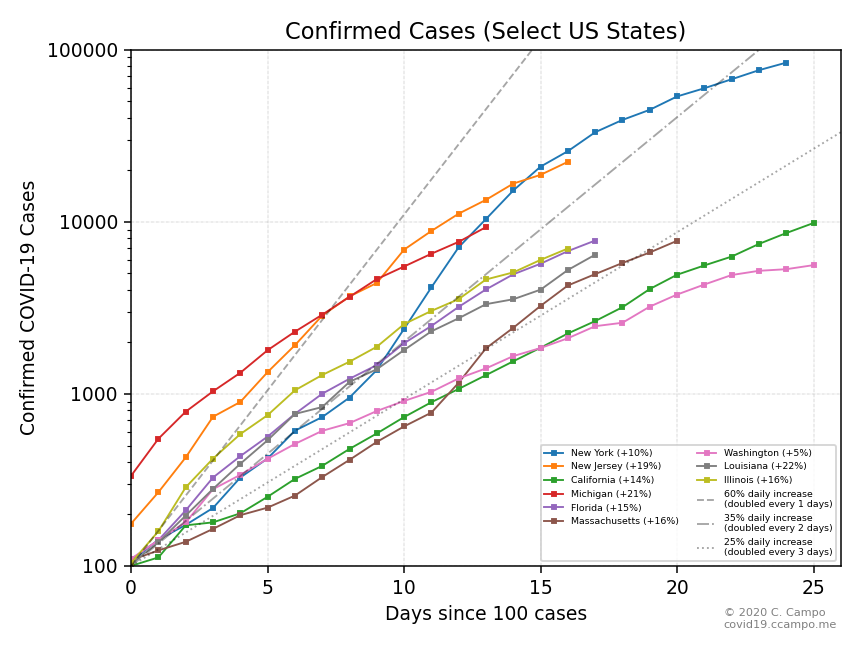 Confirmed Cases (Select US States)
Confirmed COVID-19 Cases
100000
10000
1000
100
0
5
10
15
20
25
Days since 100 cases
New York (+10%)
New Jersey (+19%)
California (+14%)
Michigan (+21%)
Florida (+15%)
Massachusetts (+16%)
Washington (+5%)
Louisiana (+22%)
Illinois (+16%)
60% daily increase
(doubled every 1 days)
35% daily increase
(doubled every 2 days)
25% daily increase
(doubled every 3 days)
© 2020 C. Campo
covid19.ccampo.me